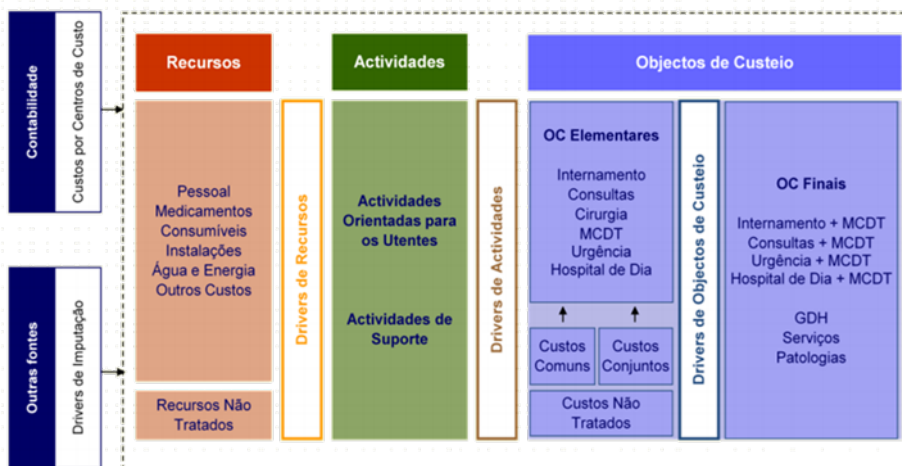 Contabilidade
Custos por Centros de Custo
Outras fontes
Drivers de Imputação
Recursos
Pessoal
Medicamentos
Consumíveis
Instalações
Água e Energia
Outros Custos
Recursos Não
Tratados
Drivers de Recursos
Actividades
Actividades
Orientadas para
os Utentes
Actividades de
Suporte
Drivers de Actividades
Objectos de Custeio
OC Elementares
Internamento
Consultas
Cirurgia
MCDT
Urgência
Hospital de Dia
Custos
Comuns
Custos
Conjuntos
Custos Não
Tratados
Drivers de Objectos de Custeio
OC Finais
Internamento + MCDT
Consultas + MCDT
Urgência + MCDT
Hospital de Dia + MCDT
GDH
Serviços
Patologias